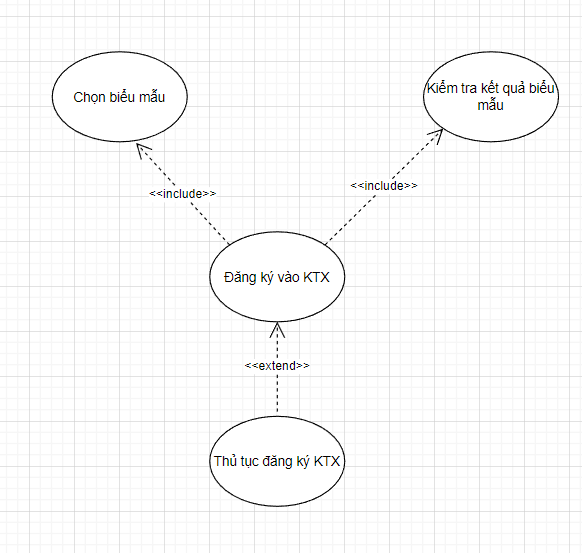 Chọn biểu mẫu
Kiểm tra kết quả biểu
mẫu
<<include>>
<<include>>
Đăng ký vào KTX
<<extend>>
Thủ tục đăng ký KTX